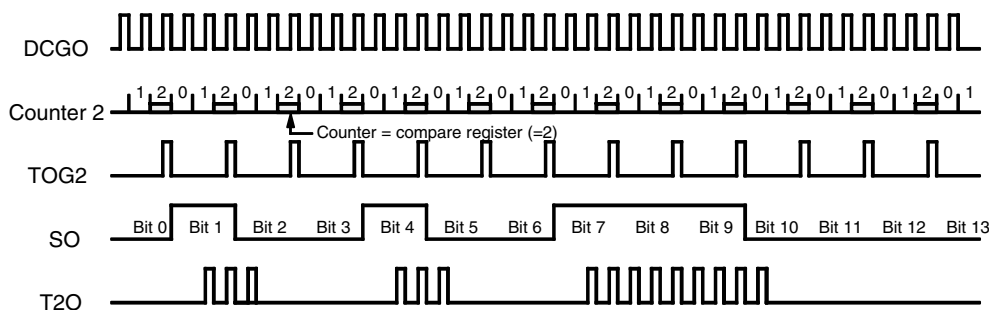 DCGO
Counter 2 1 2 0 1 2 0 1 2 0 1 2 0 1 2 0 1 2 0 1 2 0 1 2 0 1 2 0 1 2 0 1 2 0 1 2 0 1 2 0 1
Counter = compare register (=2)
TOG2
SO Bit 0 Bit 1 Bit 2 Bit 3 Bit 4 Bit 5 Bit 6 Bit 7 Bit 8 Bit 9 Bit 10 Bit 11 Bit 12 Bit 13
T2O